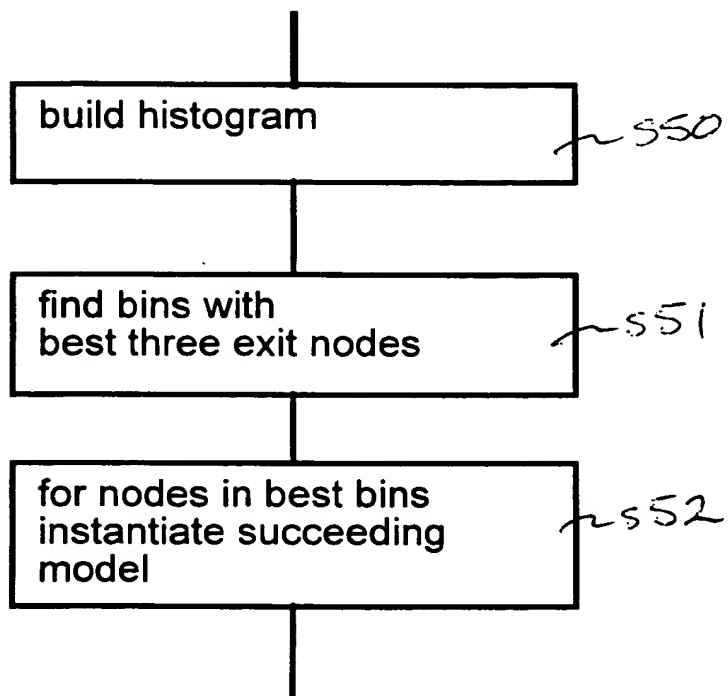 build histogram
s50
find bins with
best three exit nodes
s51
for nodes in best bins
instantiate succeeding
model
s52